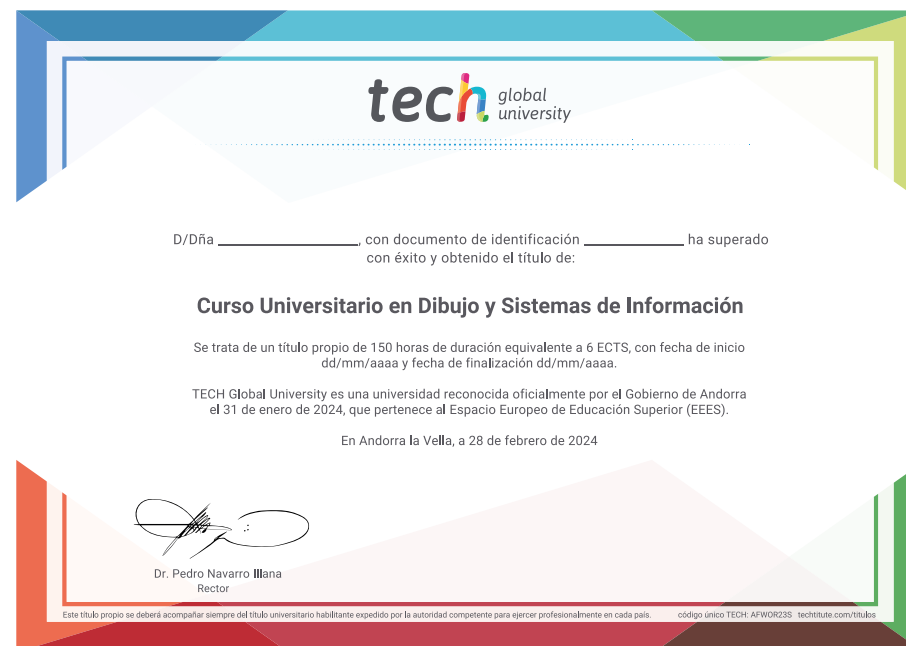 tech global university
D/Dña ____________________, con documento de identificación ______________ ha superado
con éxito y obtenido el título de:
Curso Universitario en Dibujo y Sistemas de Información
Se trata de un título propio de 150 horas de duración equivalente a 6 ECTS, con fecha de inicio
dd/mm/aaaa y fecha de finalización dd/mm/aaaa.
TECH Global University es una universidad reconocida oficialmente por el Gobierno de Andorra
el 31 de enero de 2024, que pertenece al Espacio Europeo de Educación Superior (EEES).
En Andorra la Vella, a 28 de febrero de 2024
Dr. Pedro Navarro Illana
Rector
Este título propio se deberá acompañar siempre del título universitario habilitante expedido por la autoridad competente para ejercer profesionalmente en cada país. código único TECH: AFWOR23S techtitute.com/titulos